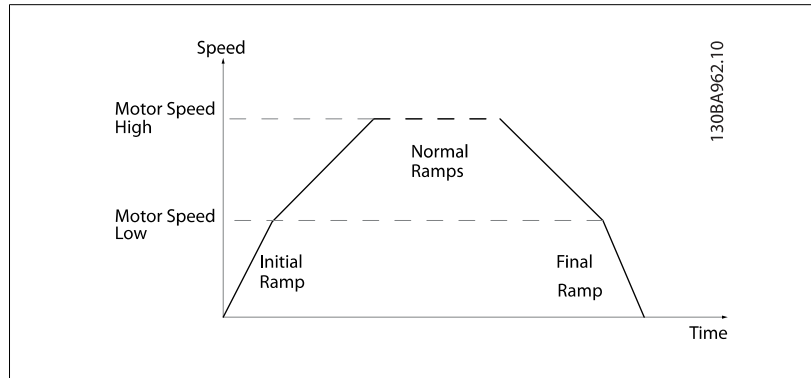 Speed
130BA962.10
Motor Speed
High
Normal
Ramps
Motor Speed
Low
Initial
Ramp
Final
Ramp
Time